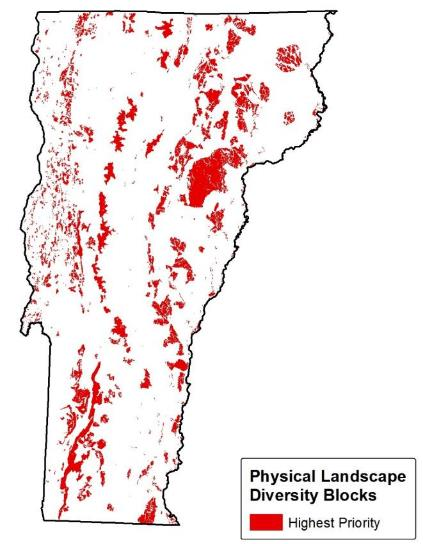 Physical Landscape
Diversity Blocks
Highest Priority